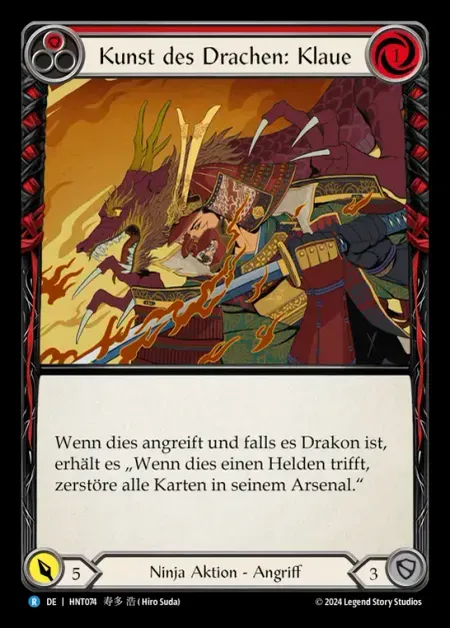 Kunst des Drachen: Klaue
1
Wenn dies angreift und falls es Drakon ist,
erhält es „Wenn dies einen Helden trifft,
zerstöre alle Karten in seinem Arsenal.“
5
Ninja Aktion - Angriff
3
R DE | HNT074 寿多 浩 ( Hiro Suda)
© 2024 Legend Story Studios